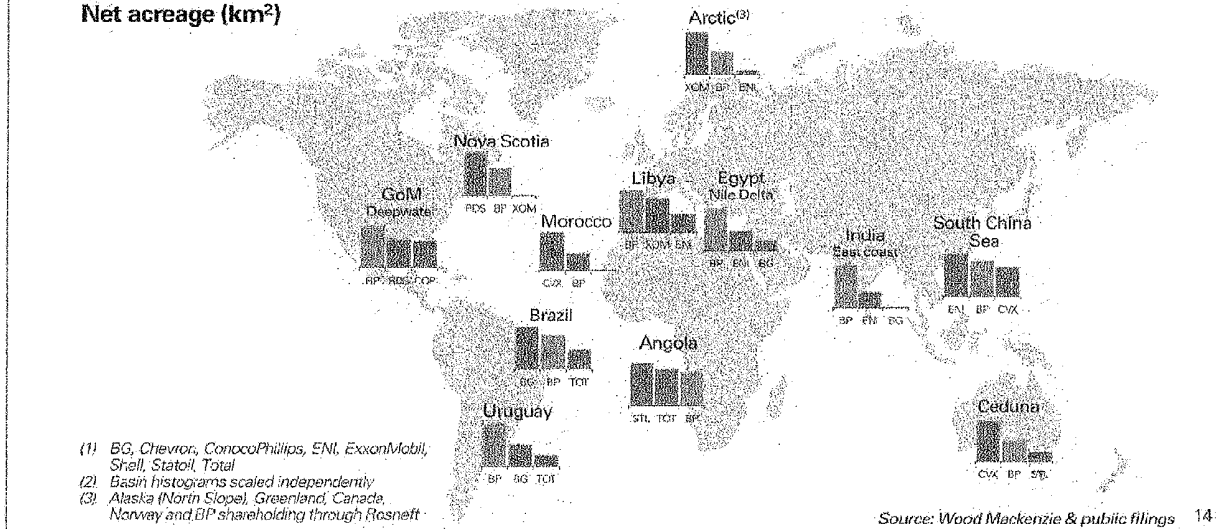 Net acreage (km²)
Arctic(3)
XOM BP ENI
Nova Scotia
RDS BP XOM
GoM
Deepwater
BP RDS COP
Morocco
CVX BP
Libya
BP XOM ENI
Egypt
Nile Delta
BP ENI BG
India
East coast
BP ENI BG
South China
Sea
ENI BP CVX
Brazil
BG BP TOT
Angola
STL TOT BP
Uruguay
BP BG TOT
Ceduna
CVX BP STL
(1) BG, Chevron, ConocoPhillips, ENI, ExxonMobil,
Shell, Statoil, Total
(2) Basin histograms scaled independently
(3) Alaska (North Slope), Greenland, Canada,
Norway and BP shareholding through Rosneft
Source: Wood Mackenzie & public filings 14